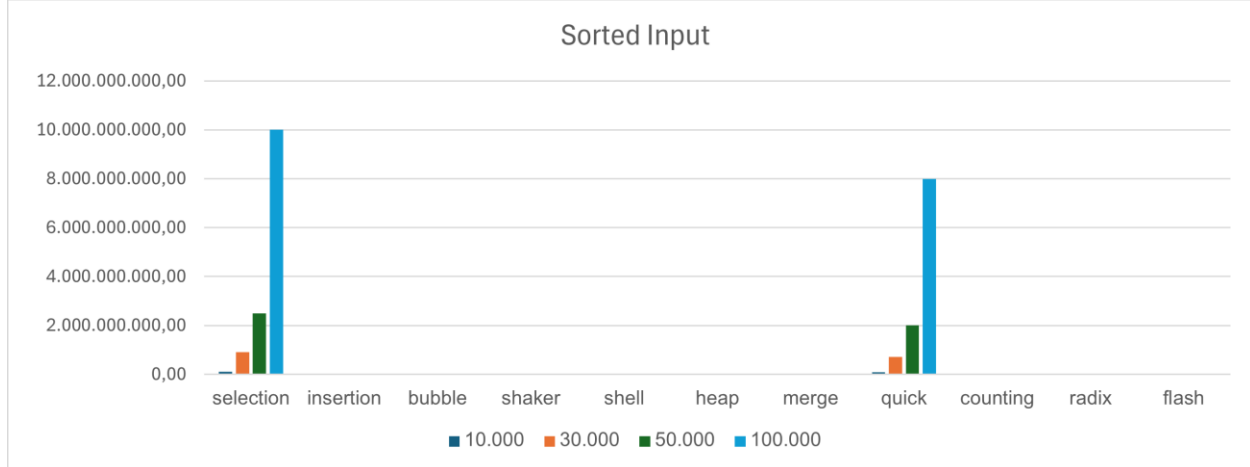 Sorted Input
12.000.000.000,00
10.000.000.000,00
8.000.000.000,00
6.000.000.000,00
4.000.000.000,00
2.000.000.000,00
0,00
selection insertion bubble shaker shell heap merge quick counting radix flash
10.000 30.000 50.000 100.000